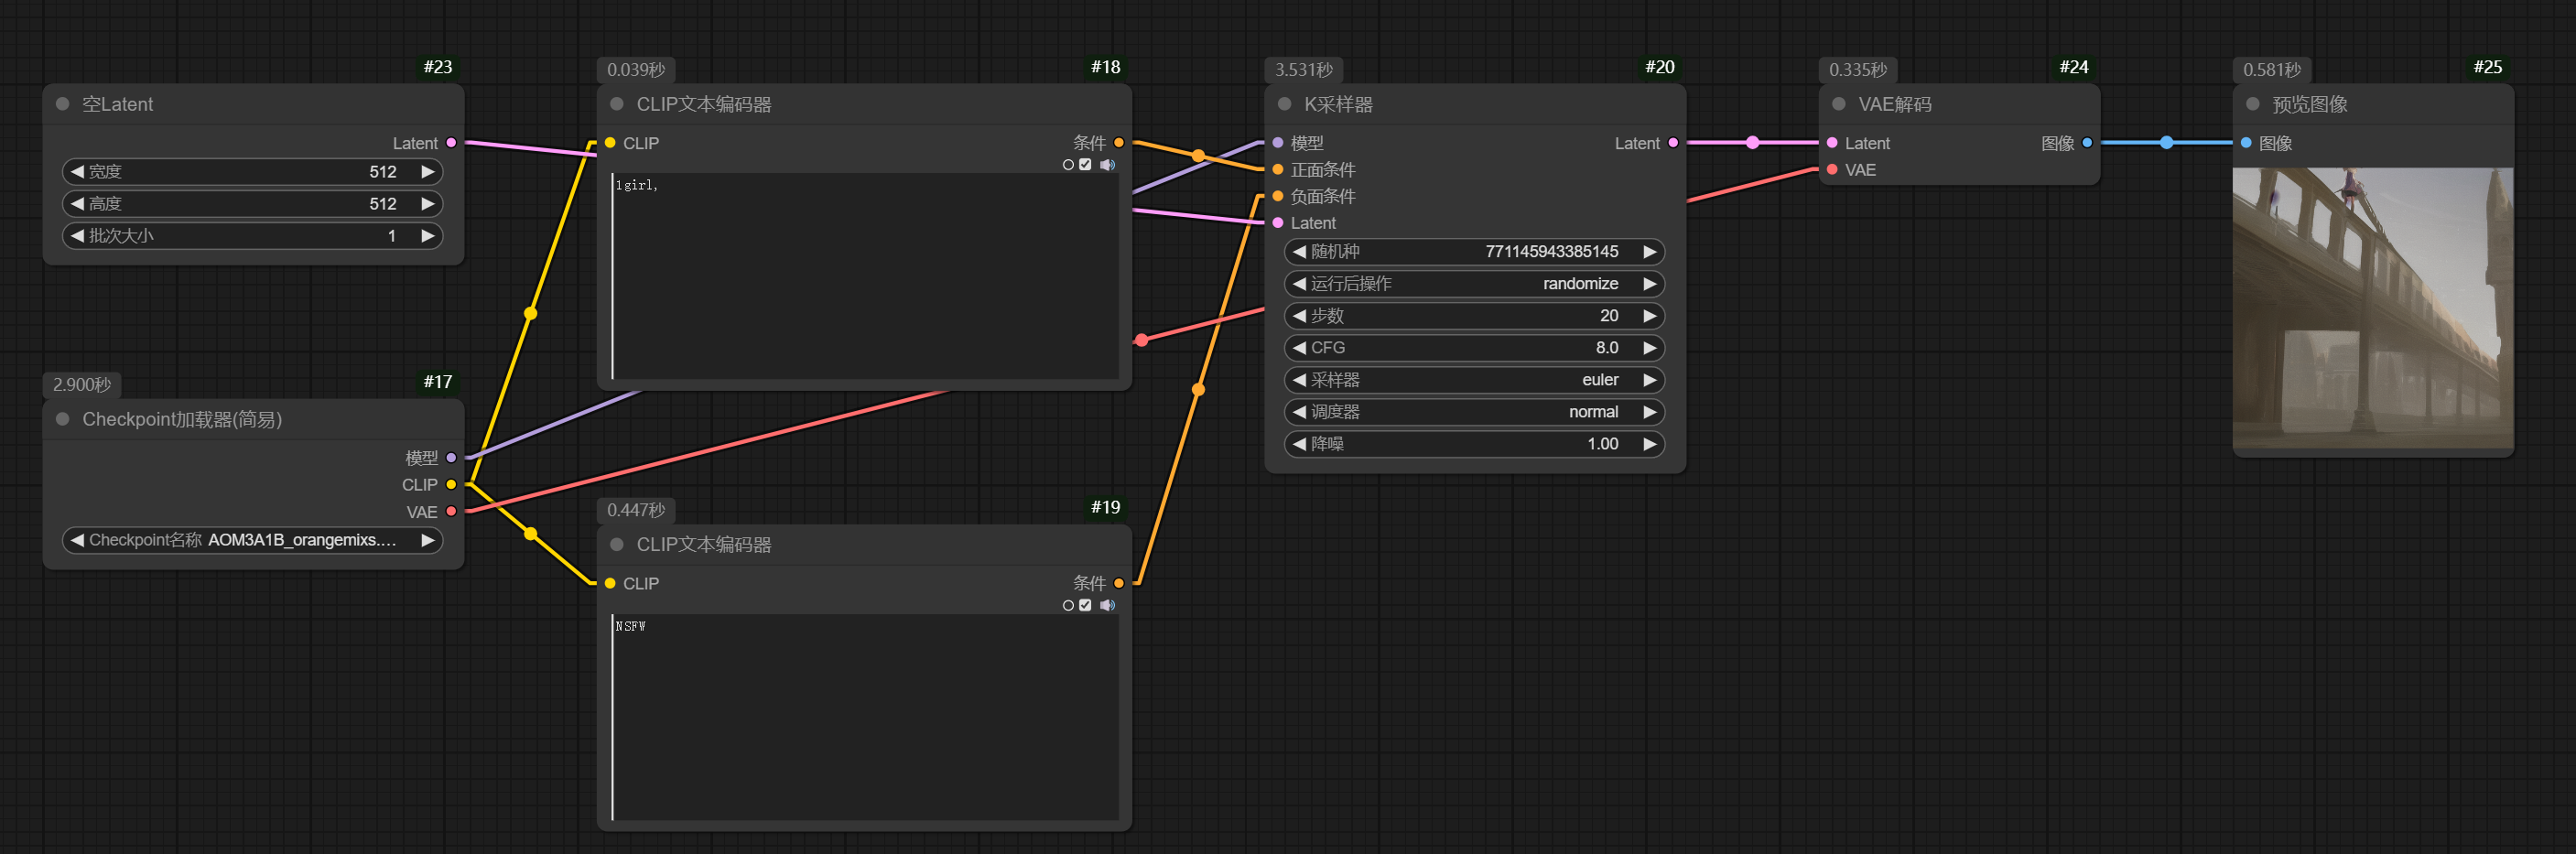 #23
空Latent
Latent
宽度 512
高度 512
批次大小 1
2.900秒 #17
Checkpoint加载器(简易)
模型
CLIP
VAE
Checkpoint名称 AOM3A1B_orangemixs....
0.039秒 #18
CLIP文本编码器
CLIP 条件
1girl,
0.447秒 #19
CLIP文本编码器
CLIP 条件
NSFW
3.531秒 #20
K采样器
模型 Latent
正面条件
负面条件
Latent
随机种 771145943385145
运行后操作 randomize
步数 20
CFG 8.0
采样器 euler
调度器 normal
降噪 1.00
0.335秒 #24
VAE解码
Latent 图像
VAE
0.581秒 #25
预览图像
图像